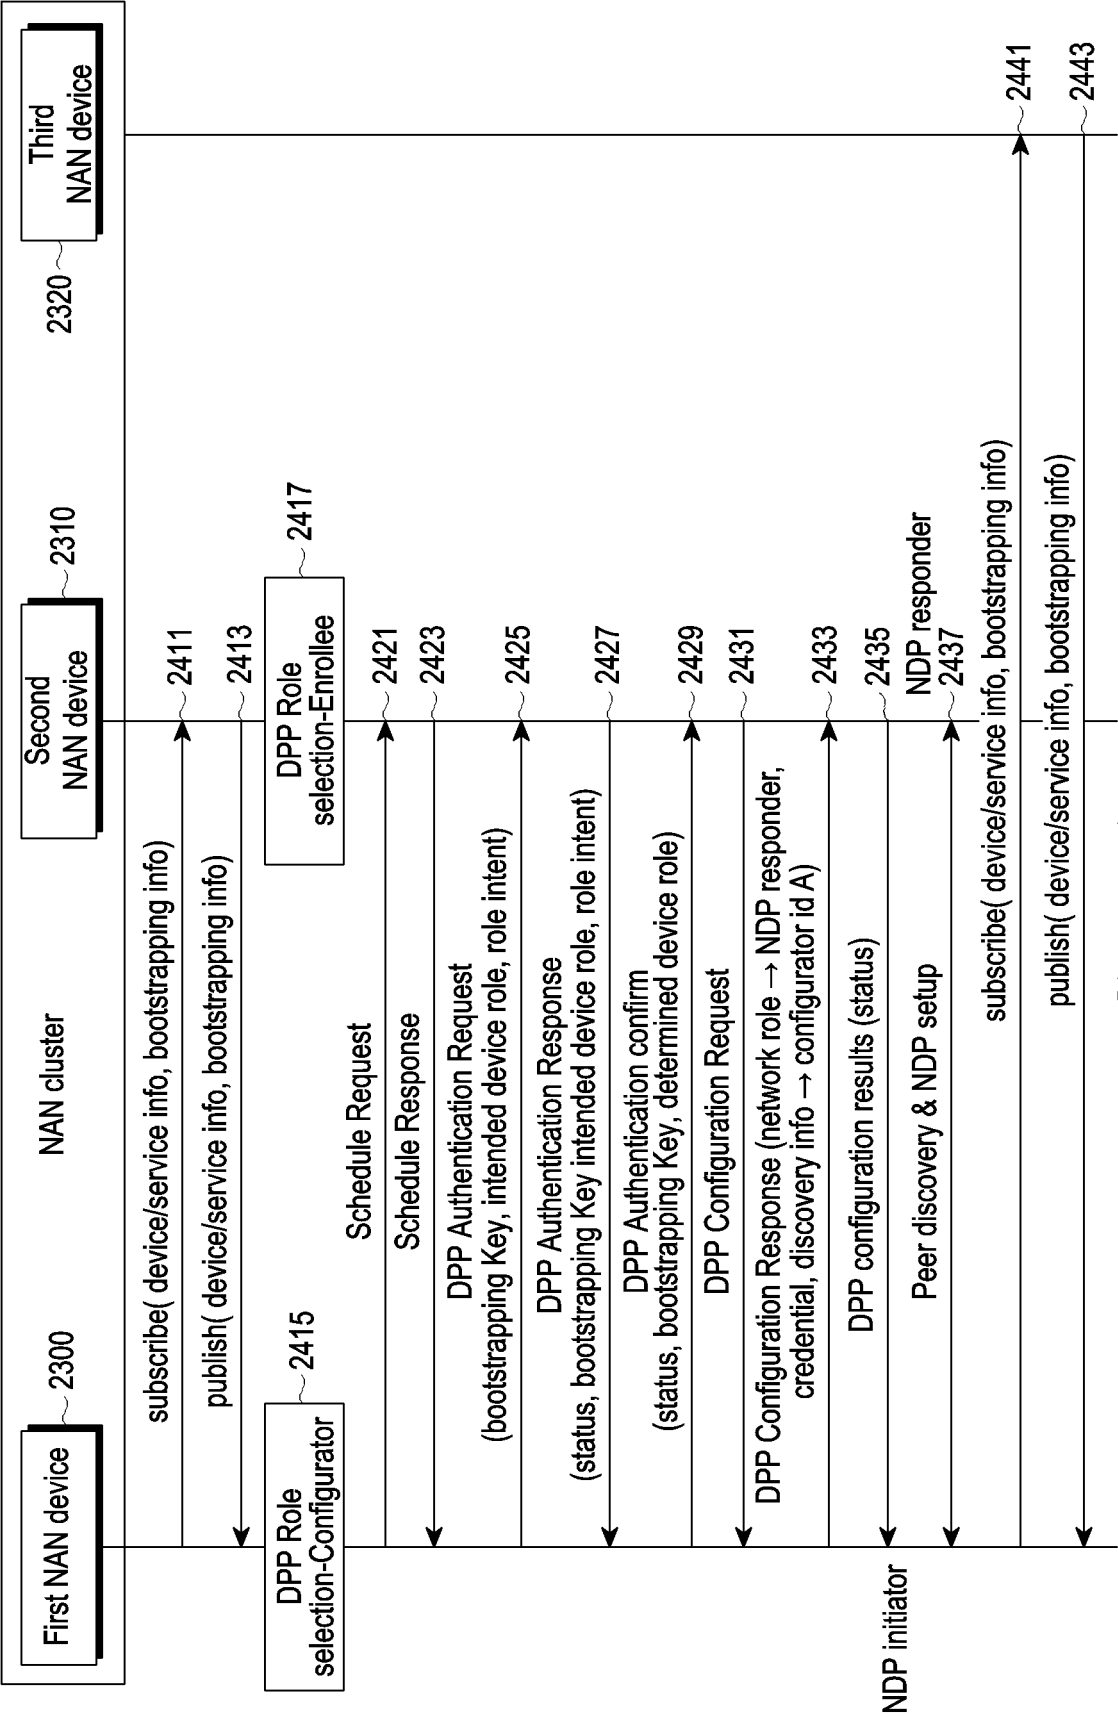 First NAN device
2300
NAN cluster
Second
NAN device
2310
Third
NAN device
2320
subscribe( device/service info, bootstrapping info)
2411
publish( device/service info, bootstrapping info)
2413
DPP Role
selection-Configurator
2415
DPP Role
selection-Enrollee
2417
Schedule Request
2421
Schedule Response
2423
DPP Authentication Request
(bootstrapping Key, intended device role, role intent)
2425
DPP Authentication Response
(status, bootstrapping Key intended device role, role intent)
2427
DPP Authentication confirm
(status, bootstrapping Key, determined device role)
2429
DPP Configuration Request
2431
DPP Configuration Response (network role → NDP responder,
credential, discovery info → configurator id A)
2433
DPP configuration results (status)
2435
NDP initiator
NDP responder
Peer discovery & NDP setup
2437
subscribe( device/service info, bootstrapping info)
2441
publish( device/service info, bootstrapping info)
2443